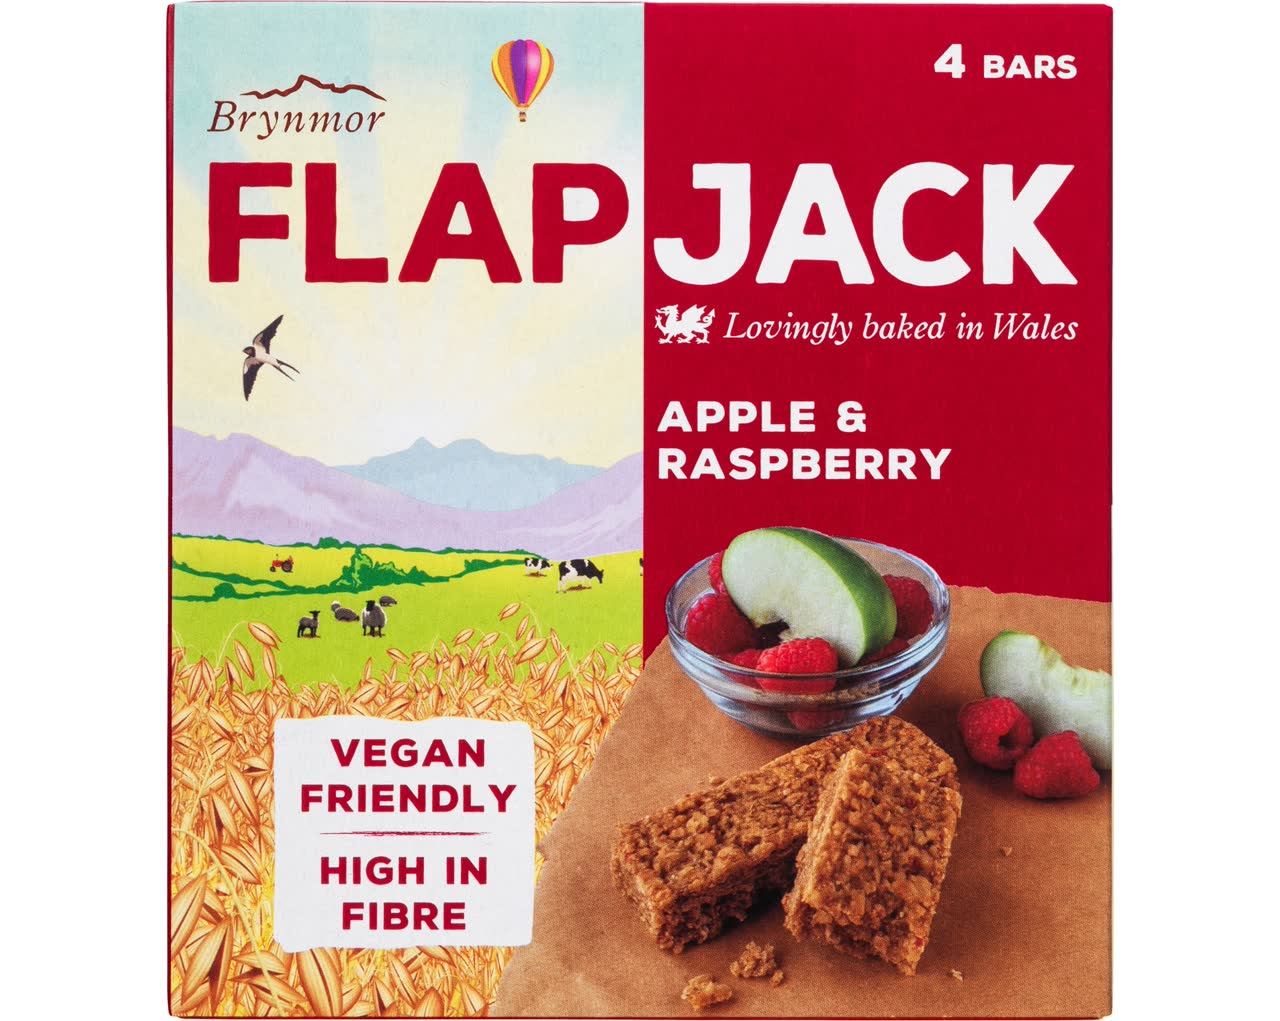 4 BARS
Brynmor
FLAPJACK
Lovingly baked in Wales
APPLE &
RASPBERRY
VEGAN
FRIENDLY
HIGH IN
FIBRE